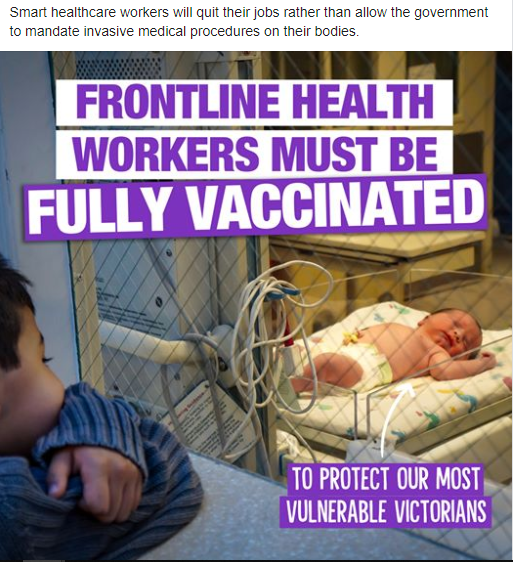 Smart healthcare workers will quit their jobs rather than allow the government
to mandate invasive medical procedures on their bodies.
FRONTLINE HEALTH
WORKERS MUST BE
FULLY VACCINATED
TO PROTECT OUR MOST
VULNERABLE VICTORIANS